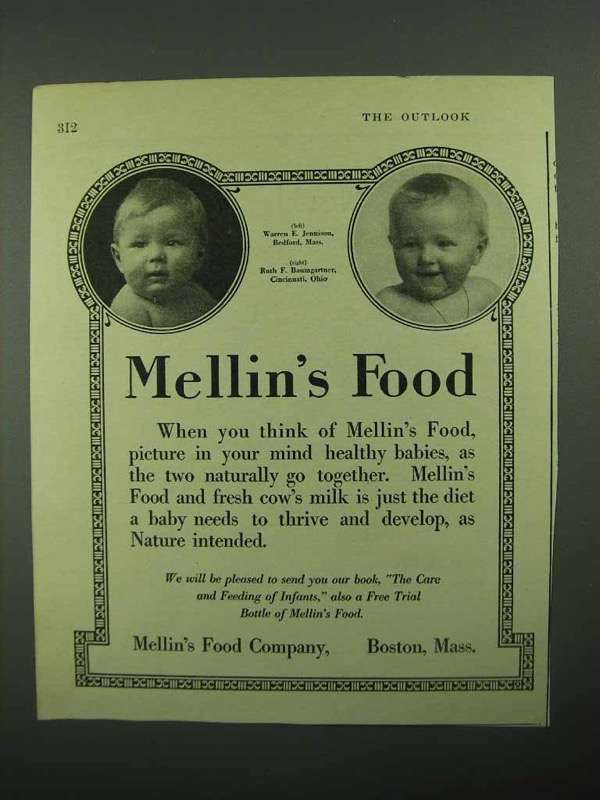 312
THE OUTLOOK
(left)
Warren E. Jennison,
Bedford, Mass.
(right)
Ruth F. Baumgartner,
Cincinnati, Ohio
Mellin's Food
When you think of Mellin's Food,
picture in your mind healthy babies, as
the two naturally go together. Mellin's
Food and fresh cow's milk is just the diet
a baby needs to thrive and develop, as
Nature intended.
We will be pleased to send you our book, "The Care
and Feeding of Infants," also a Free Trial
Bottle of Mellin's Food.
Mellin's Food Company, Boston, Mass.